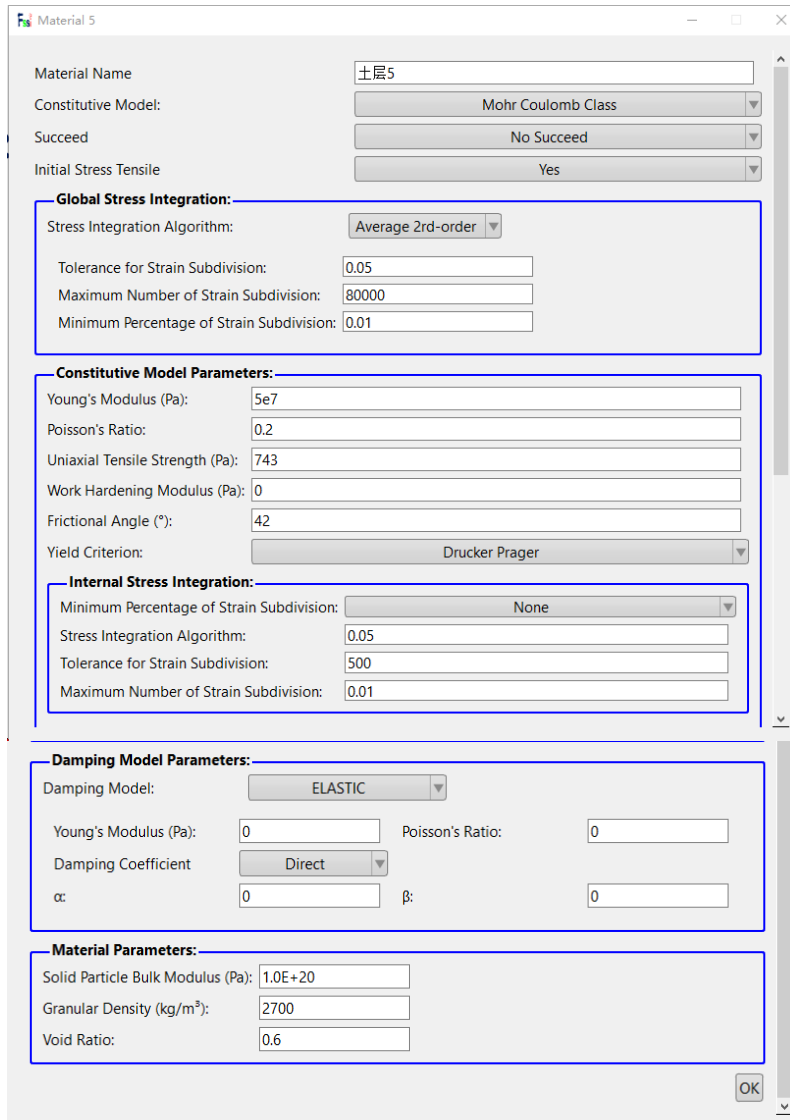 Material 5
Material Name 土层5
Constitutive Model: Mohr Coulomb Class
Succeed No Succeed
Initial Stress Tensile Yes
Global Stress Integration:
Stress Integration Algorithm: Average 2rd-order
Tolerance for Strain Subdivision: 0.05
Maximum Number of Strain Subdivision: 80000
Minimum Percentage of Strain Subdivision: 0.01
Constitutive Model Parameters:
Young's Modulus (Pa): 5e7
Poisson's Ratio: 0.2
Uniaxial Tensile Strength (Pa): 743
Work Hardening Modulus (Pa): 0
Frictional Angle (°): 42
Yield Criterion: Drucker Prager
Internal Stress Integration:
Minimum Percentage of Strain Subdivision: None
Stress Integration Algorithm: 0.05
Tolerance for Strain Subdivision: 500
Maximum Number of Strain Subdivision: 0.01
Damping Model Parameters:
Damping Model: ELASTIC
Young's Modulus (Pa): 0 Poisson's Ratio: 0
Damping Coefficient Direct
α: 0 β: 0
Material Parameters:
Solid Particle Bulk Modulus (Pa): 1.0E+20
Granular Density (kg/m³): 2700
Void Ratio: 0.6
OK